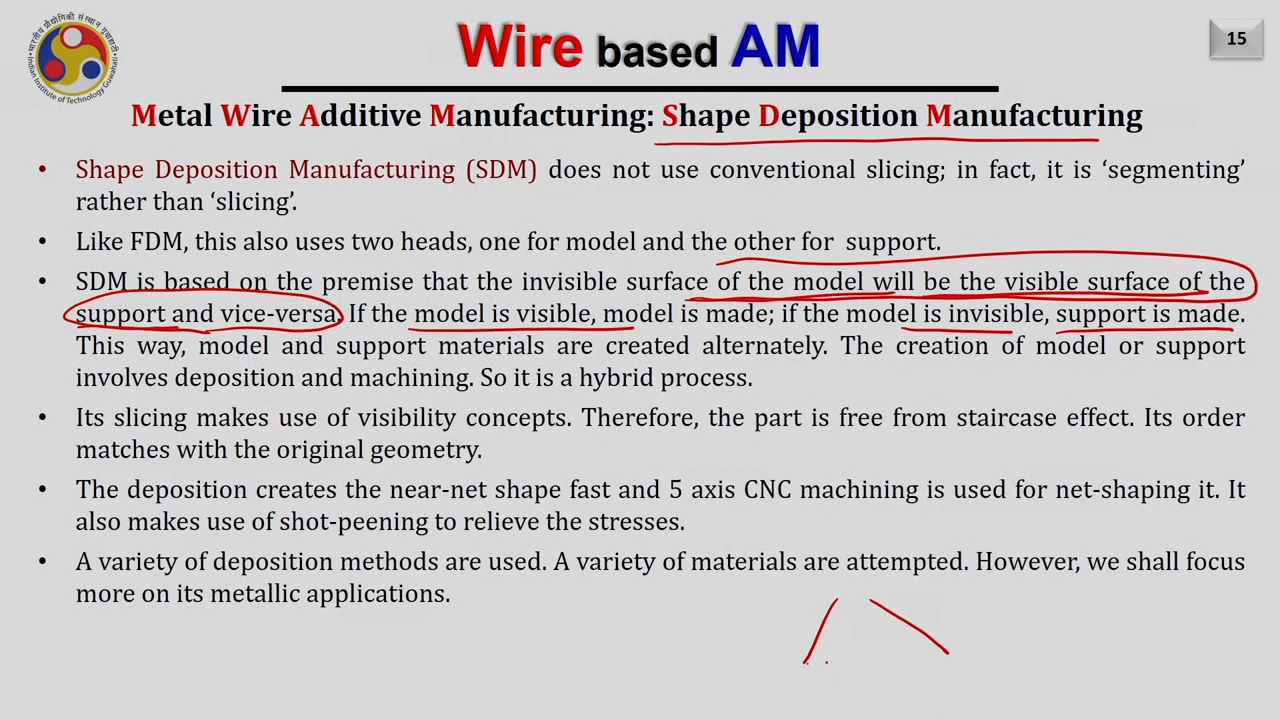 Wire based AM
15
Metal Wire Additive Manufacturing: Shape Deposition Manufacturing
• Shape Deposition Manufacturing (SDM) does not use conventional slicing; in fact, it is ‘segmenting’
rather than ‘slicing’.
• Like FDM, this also uses two heads, one for model and the other for support.
• SDM is based on the premise that the invisible surface of the model will be the visible surface of the
support and vice-versa. If the model is visible, model is made; if the model is invisible, support is made.
This way, model and support materials are created alternately. The creation of model or support
involves deposition and machining. So it is a hybrid process.
• Its slicing makes use of visibility concepts. Therefore, the part is free from staircase effect. Its order
matches with the original geometry.
• The deposition creates the near-net shape fast and 5 axis CNC machining is used for net-shaping it. It
also makes use of shot-peening to relieve the stresses.
• A variety of deposition methods are used. A variety of materials are attempted. However, we shall focus
more on its metallic applications.
Indian Institute of Technology Guwahati